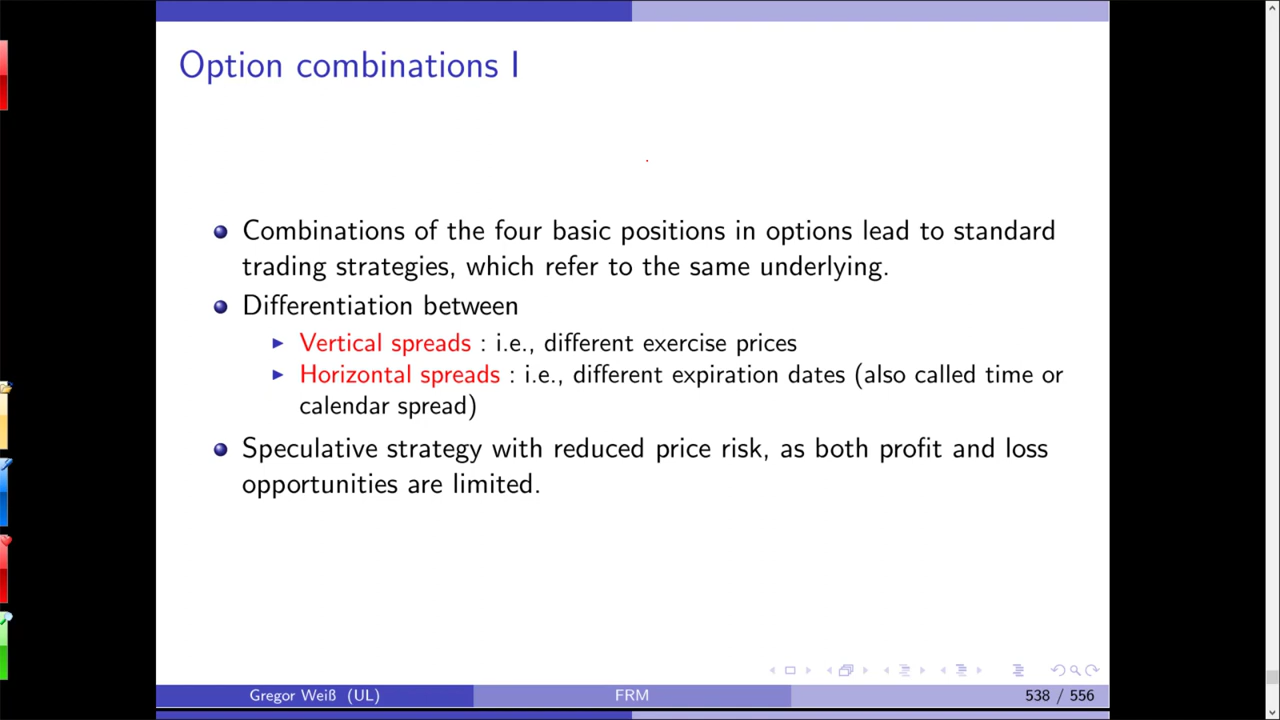 Option combinations I
Combinations of the four basic positions in options lead to standard
trading strategies, which refer to the same underlying.
Differentiation between
Vertical spreads : i.e., different exercise prices
Horizontal spreads : i.e., different expiration dates (also called time or
calendar spread)
Speculative strategy with reduced price risk, as both profit and loss
opportunities are limited.
Gregor Weiß (UL) FRM 538 / 556